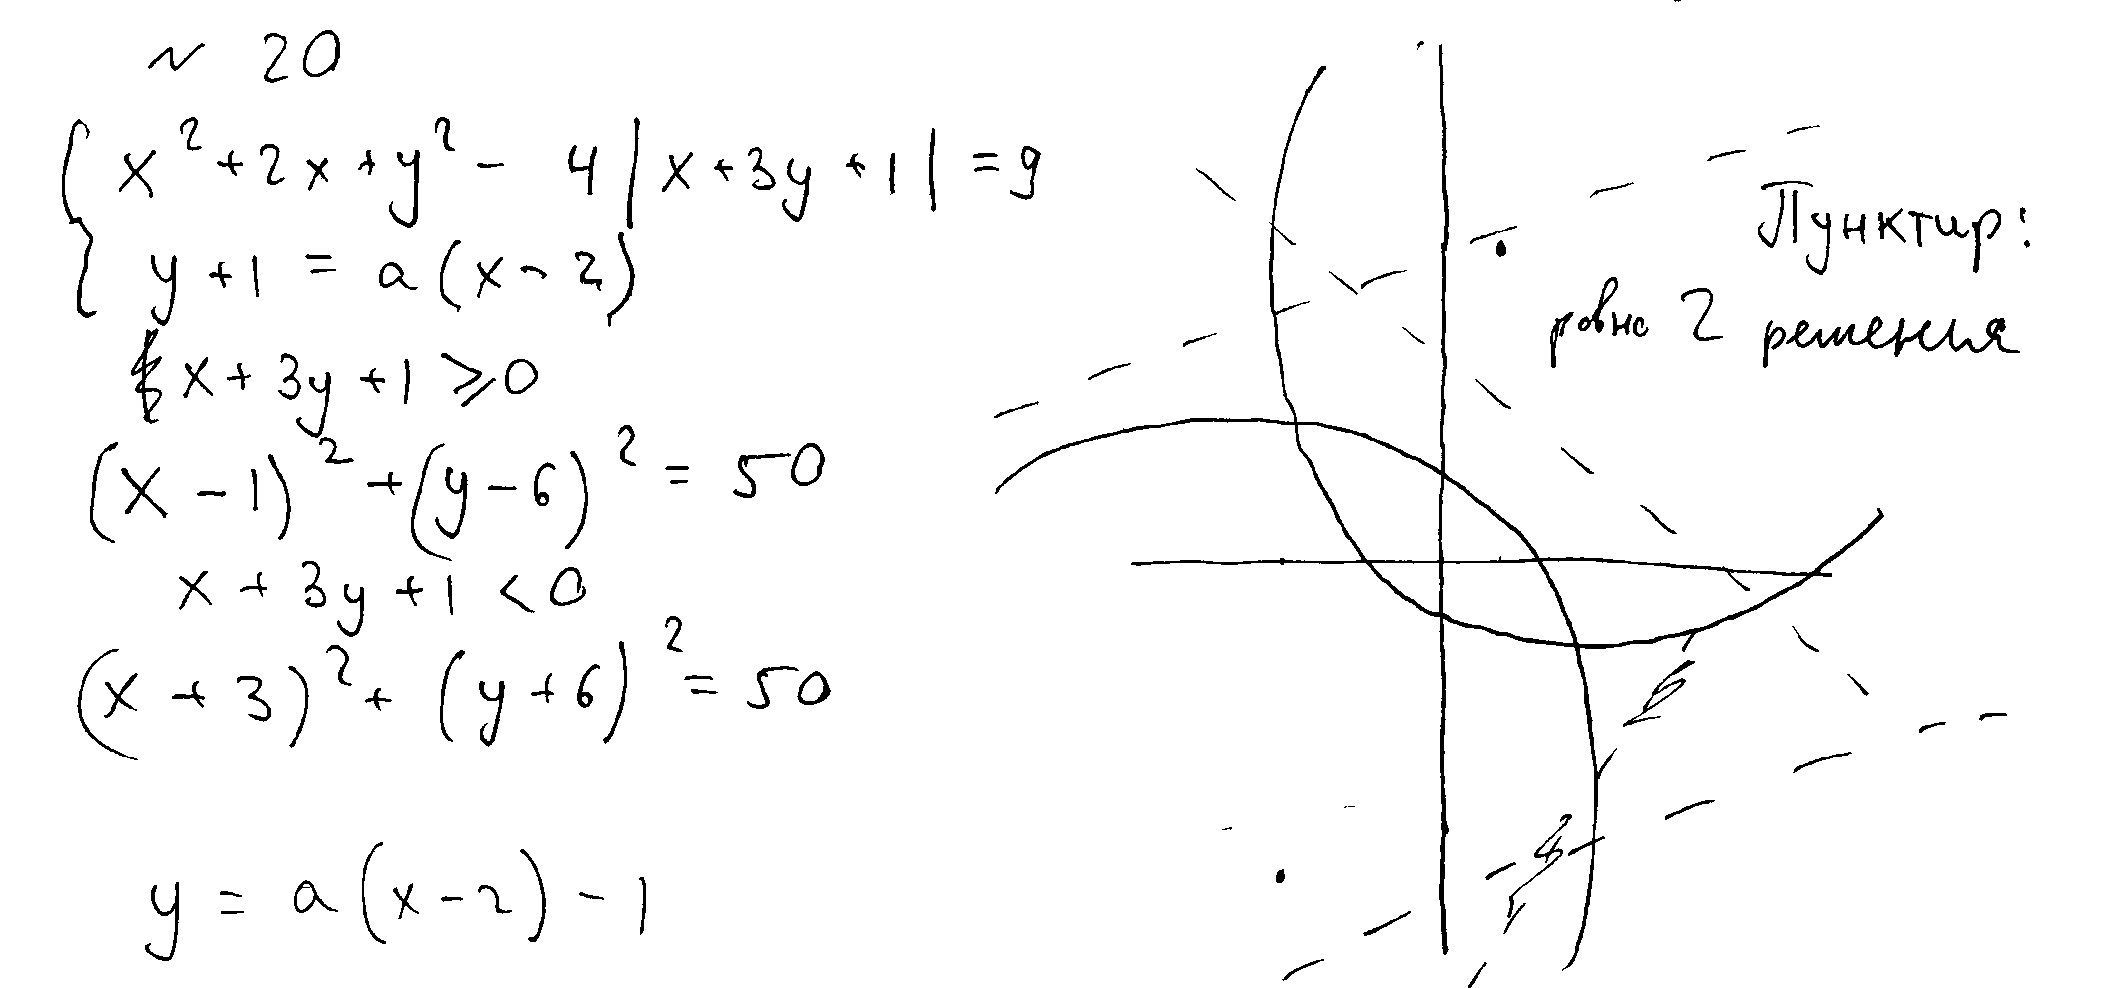 ~ 20
x² + 2x + y² - 4|x + 3y + 1| = 9
y + 1 = a(x - 2)
x + 3y + 1 ⩾ 0
(x - 1)² + (y - 6)² = 50
x + 3y + 1 < 0
(x + 3)² + (y + 6)² = 50
y = a(x - 2) - 1
Пунктир:
ровно 2 решения